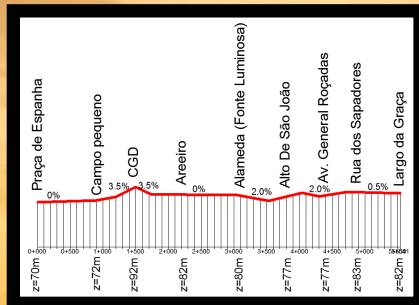 Praça de Espanha
Campo pequeno
CGD
Areeiro
Alameda (Fonte Luminosa)
Alto De São João
Av. General Roçadas
Rua dos Sapadores
Largo da Graça
0%
3.5%
3.5%
0%
2.0%
2.0%
0.5%
0+000
0+500
1+000
1+500
2+000
2+500
3+000
3+500
4+000
4+500
5+000
z=70m
z=72m
z=92m
z=82m
z=80m
z=77m
z=77m
z=83m
z=82m